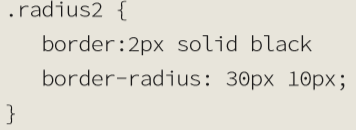 .radius2 {
border:2px solid black
border-radius: 30px 10px;
}